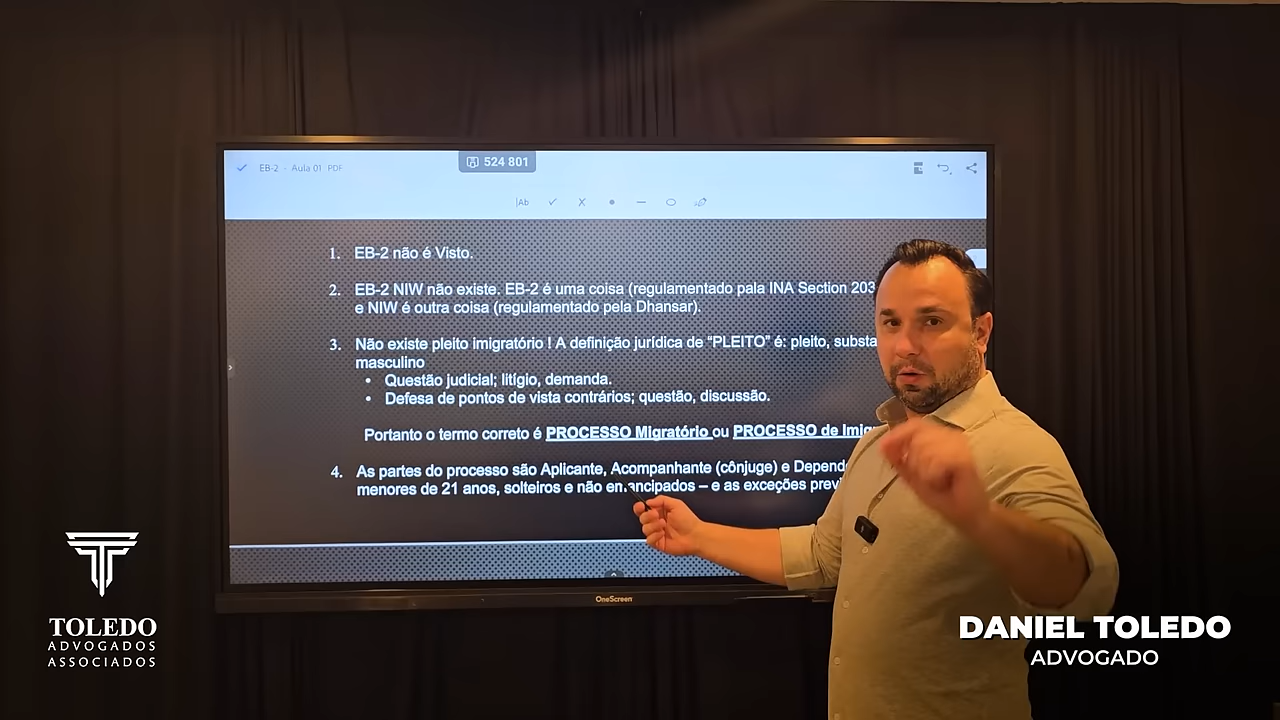 EB-2 - Aula 01 PDF
524 801
Ab
1. EB-2 não é Visto.
2. EB-2 NIW não existe. EB-2 é uma coisa (regulamentado pala INA Section 203
e NIW é outra coisa (regulamentado pela Dhansar).
3. Não existe pleito imigratório ! A definição jurídica de “PLEITO” é: pleito, substa
masculino
• Questão judicial; litígio, demanda.
• Defesa de pontos de vista contrários; questão, discussão.
Portanto o termo correto é PROCESSO Migratório ou PROCESSO de Imig
4. As partes do processo são Aplicante, Acompanhante (cônjuge) e Depend
menores de 21 anos, solteiros e não emancipados – e as exceções previ
OneScreen
TOLEDO
ADVOGADOS
ASSOCIADOS
DANIEL TOLEDO
ADVOGADO